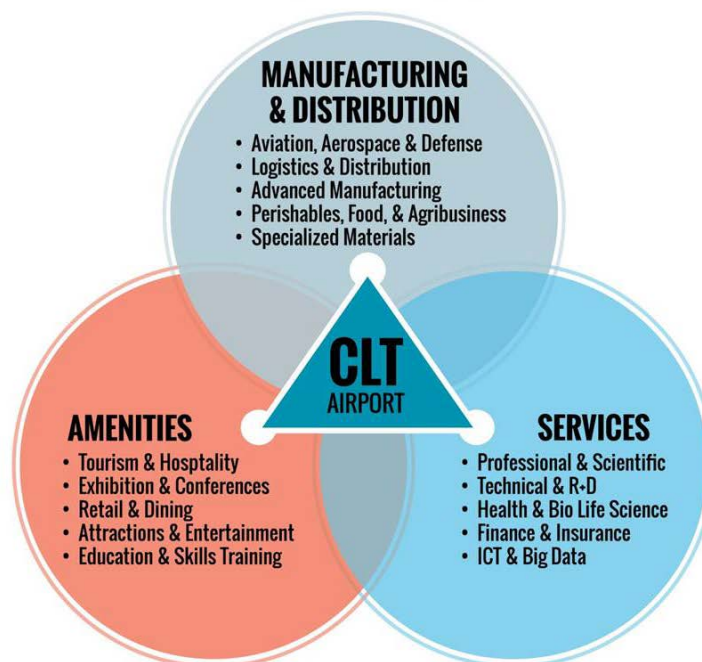 MANUFACTURING
& DISTRIBUTION
• Aviation, Aerospace & Defense
• Logistics & Distribution
• Advanced Manufacturing
• Perishables, Food, & Agribusiness
• Specialized Materials
CLT
AIRPORT
AMENITIES
• Tourism & Hosptality
• Exhibition & Conferences
• Retail & Dining
• Attractions & Entertainment
• Education & Skills Training
SERVICES
• Professional & Scientific
• Technical & R+D
• Health & Bio Life Science
• Finance & Insurance
• ICT & Big Data